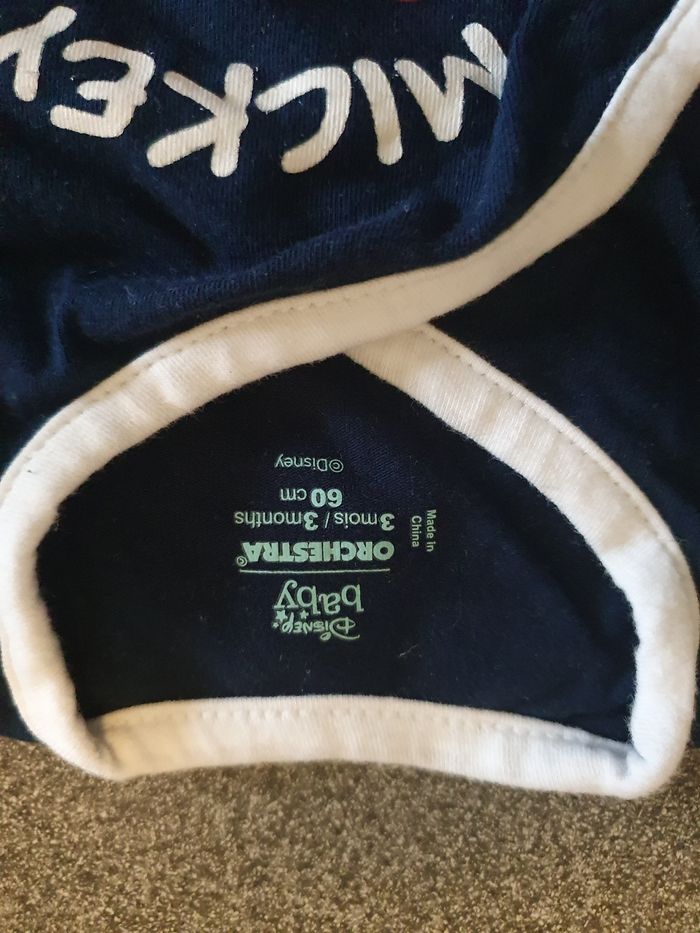 Disney
baby
ORCHESTRA©
3 mois / 3 months
60 cm
©Disney
Made in
China
MICKEY